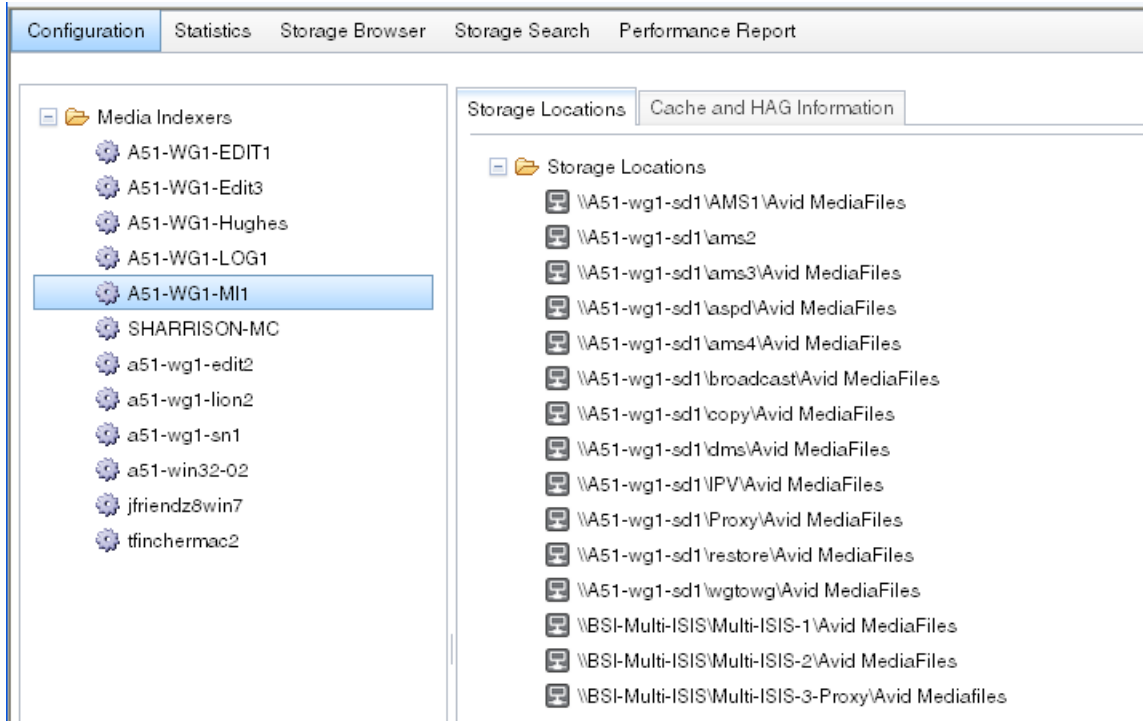 Configuration Statistics Storage Browser Storage Search Performance Report
Media Indexers
A51-WG1-EDIT1
A51-WG1-Edit3
A51-WG1-Hughes
A51-WG1-LOG1
A51-WG1-MI1
SHARRISON-MC
a51-wg1-edit2
a51-wg1-lion2
a51-wg1-sn1
a51-win32-02
jfriendz8win7
tfinchermac2
Storage Locations Cache and HAG Information
Storage Locations
\\A51-wg1-sd1\AMS1\Avid MediaFiles
\\A51-wg1-sd1\ams2
\\A51-wg1-sd1\ams3\Avid MediaFiles
\\A51-wg1-sd1\aspd\Avid MediaFiles
\\A51-wg1-sd1\ams4\Avid MediaFiles
\\A51-wg1-sd1\broadcast\Avid MediaFiles
\\A51-wg1-sd1\copy\Avid MediaFiles
\\A51-wg1-sd1\dms\Avid MediaFiles
\\A51-wg1-sd1\IPV\Avid MediaFiles
\\A51-wg1-sd1\Proxy\Avid MediaFiles
\\A51-wg1-sd1\restore\Avid MediaFiles
\\A51-wg1-sd1\wgtowg\Avid MediaFiles
\\BSI-Multi-ISIS\Multi-ISIS-1\Avid MediaFiles
\\BSI-Multi-ISIS\Multi-ISIS-2\Avid MediaFiles
\\BSI-Multi-ISIS\Multi-ISIS-3-Proxy\Avid Mediafiles